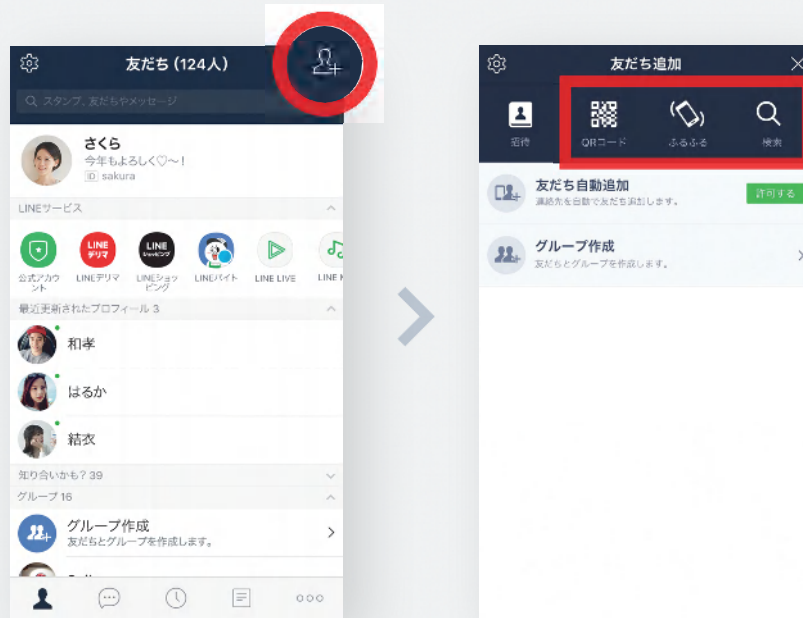 友だち (124人)
スタンプ、友だちやメッセージ
さくら
今年もよろしく♡〜!
ID sakura
LINEサービス
LINE
デリマ
LINE
ショッピング
公式アカウ
ント
LINEデリマ
LINEショッ
ピング
LINEバイト
LINE LIVE
LINE
最近更新されたプロフィール 3
和孝
はるか
結衣
知り合いかも? 39
グループ 16
グループ作成
友だちとグループを作成します。
友だち追加
招待
QRコード
ふるふる
検索
友だち自動追加
連絡先を自動で友だち追加します。
許可する
グループ作成
友だちとグループを作成します。